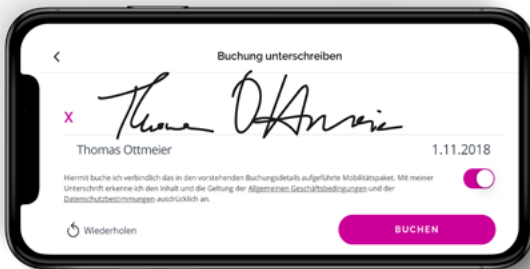 Buchung unterschreiben
X Thomas Ottmeier
Thomas Ottmeier 1.11.2018
Hiermit buche ich verbindlich das in den vorstehenden Buchungsdetails aufgeführte Mobilitätspaket. Mit meiner
Unterschrift erkenne ich den Inhalt und die Geltung der Allgemeinen Geschäftsbedingungen und der
Datenschutzbestimmungen ausdrücklich an.
Wiederholen BUCHEN